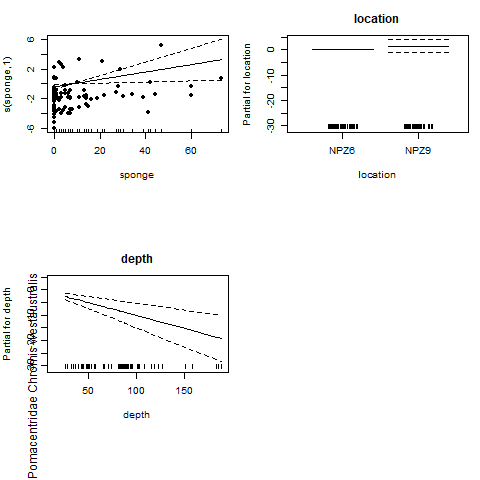 location
s(sponge,1)
-6 -2 2 6
0 20 40 60
sponge
Partial for location
-30 -20 -10 0
NPZ6 NPZ9
location
depth
Partial for depth
50 100 150
depth
Pomacentridae Chromis westaustralis